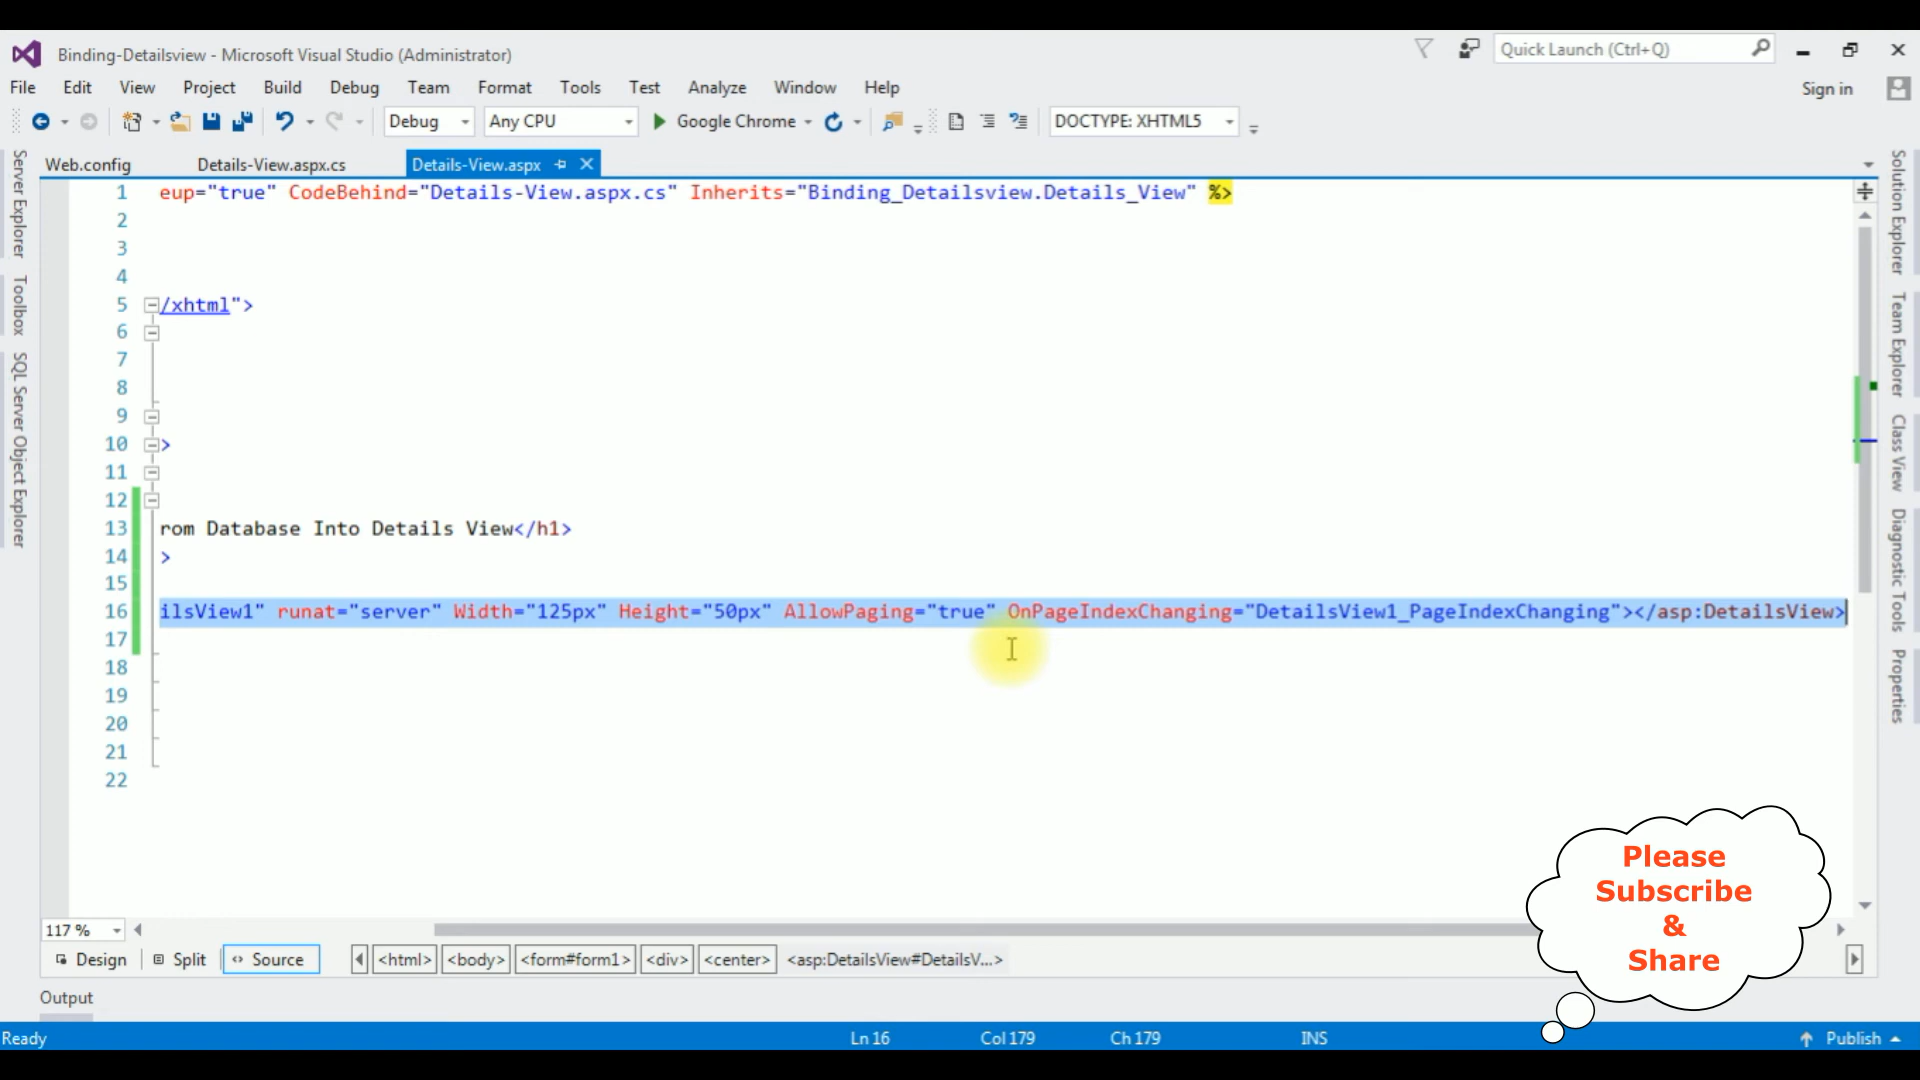 Binding-Detailsview - Microsoft Visual Studio (Administrator)
Quick Launch (Ctrl+Q)
File Edit View Project Build Debug Team Format Tools Test Analyze Window Help
Sign in
Debug Any CPU Google Chrome DOCTYPE: XHTML5
Web.config Details-View.aspx.cs Details-View.aspx
Server Explorer
Toolbox
SQL Server Object Explorer
1 eup="true" CodeBehind="Details-View.aspx.cs" Inherits="Binding_Detailsview.Details_View" %>
2
3
4
5 /xhtml">
6
7
8
9
10 >
11
12
13 rom Database Into Details View</h1>
14 >
15
16 ilsView1" runat="server" Width="125px" Height="50px" AllowPaging="true" OnPageIndexChanging="DetailsView1_PageIndexChanging"></asp:DetailsView>
17
18
19
20
21
22
Solution Explorer
Team Explorer
Class View
Diagnostic Tools
Properties
Please
Subscribe
&
Share
117 %
Design Split Source <html> <body> <form#form1> <div> <center> <asp:DetailsView#DetailsV...>
Output
Ready Ln 16 Col 179 Ch 179 INS Publish